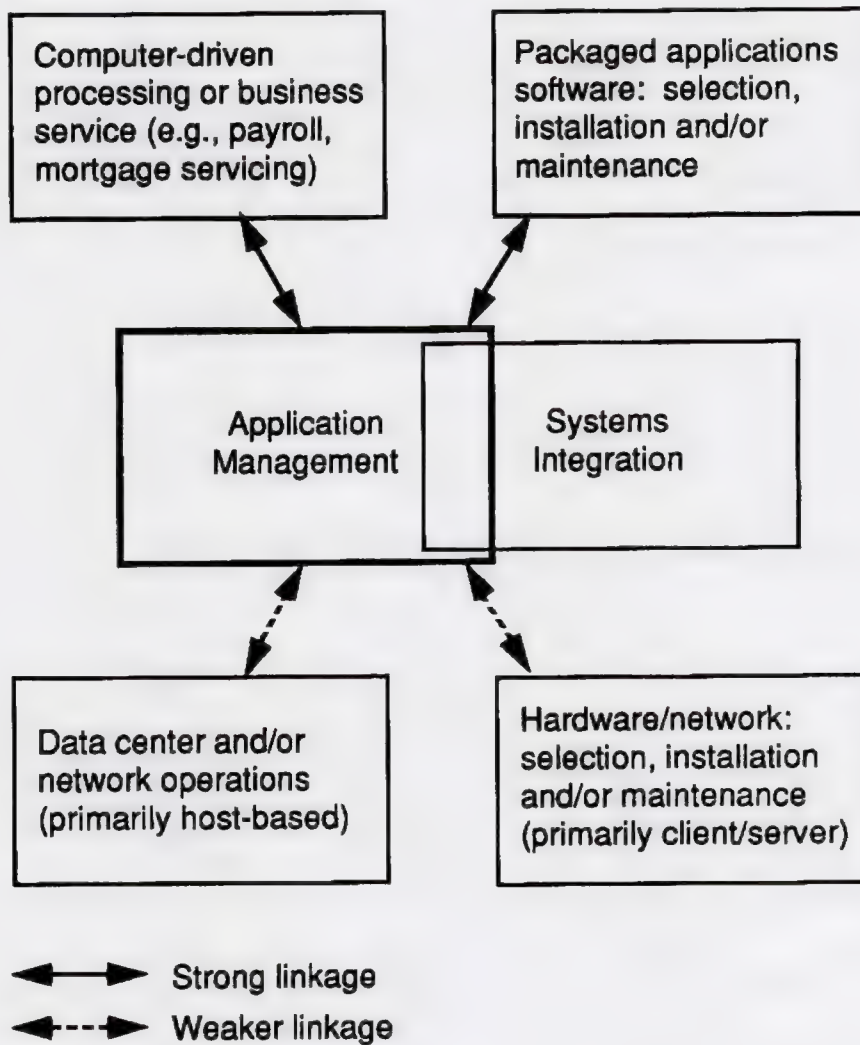 Computer-driven
processing or business
service (e.g., payroll,
mortgage servicing)
Packaged applications
software: selection,
installation and/or
maintenance
Application
Management
Systems
Integration
Data center and/or
network operations
(primarily host-based)
Hardware/network:
selection, installation
and/or maintenance
(primarily client/server)
Strong linkage
Weaker linkage